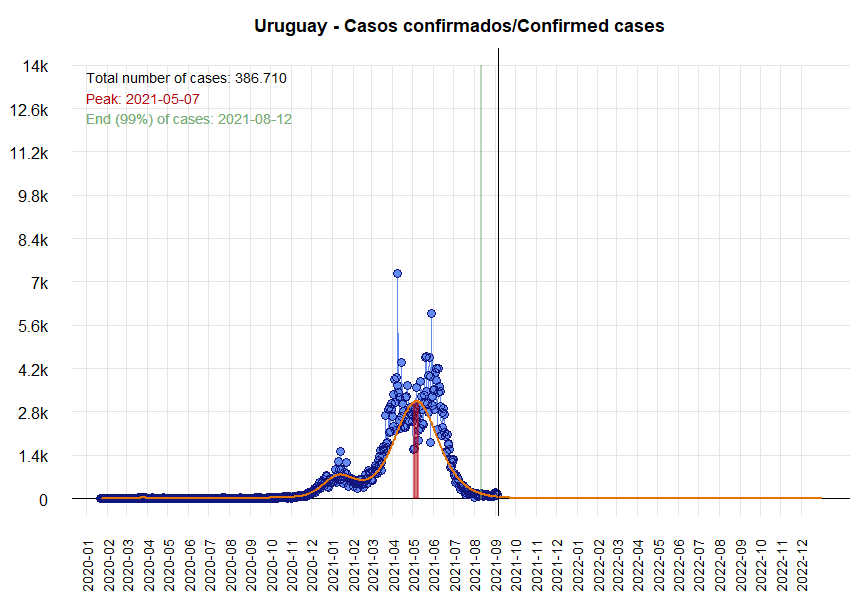 Uruguay - Casos confirmados/Confirmed cases
14k
12.6k
11.2k
9.8k
8.4k
7k
5.6k
4.2k
2.8k
1.4k
0
Total number of cases: 386.710
Peak: 2021-05-07
End (99%) of cases: 2021-08-12
2020-01
2020-02
2020-03
2020-04
2020-05
2020-06
2020-07
2020-08
2020-09
2020-10
2020-11
2020-12
2021-01
2021-02
2021-03
2021-04
2021-05
2021-06
2021-07
2021-08
2021-09
2021-10
2021-11
2021-12
2022-01
2022-02
2022-03
2022-04
2022-05
2022-06
2022-07
2022-08
2022-09
2022-10
2022-11
2022-12